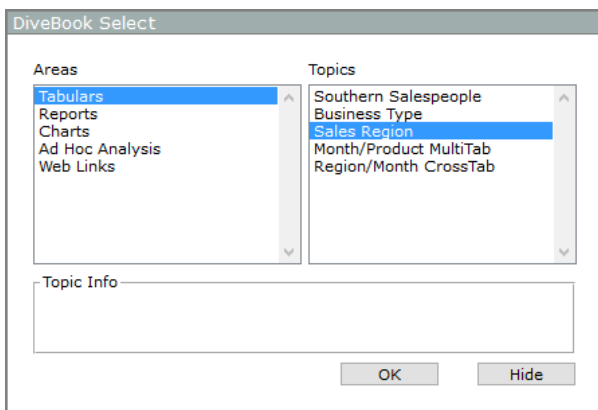 DiveBook Select
Areas
Tabulars
Reports
Charts
Ad Hoc Analysis
Web Links
Topics
Southern Salespeople
Business Type
Sales Region
Month/Product MultiTab
Region/Month CrossTab
Topic Info
OK
Hide